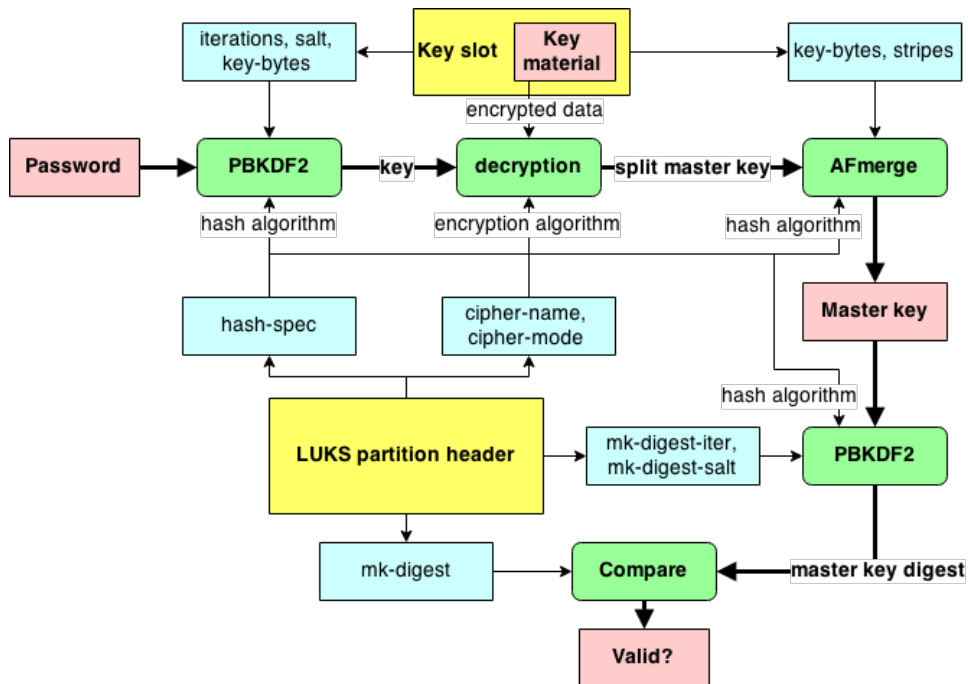 iterations, salt,
key-bytes
Key slot
Key
material
key-bytes, stripes
encrypted data
Password
PBKDF2
key
decryption
split master key
AFmerge
hash algorithm
encryption algorithm
hash algorithm
hash-spec
cipher-name,
cipher-mode
Master key
hash algorithm
LUKS partition header
mk-digest-iter,
mk-digest-salt
PBKDF2
mk-digest
Compare
master key digest
Valid?